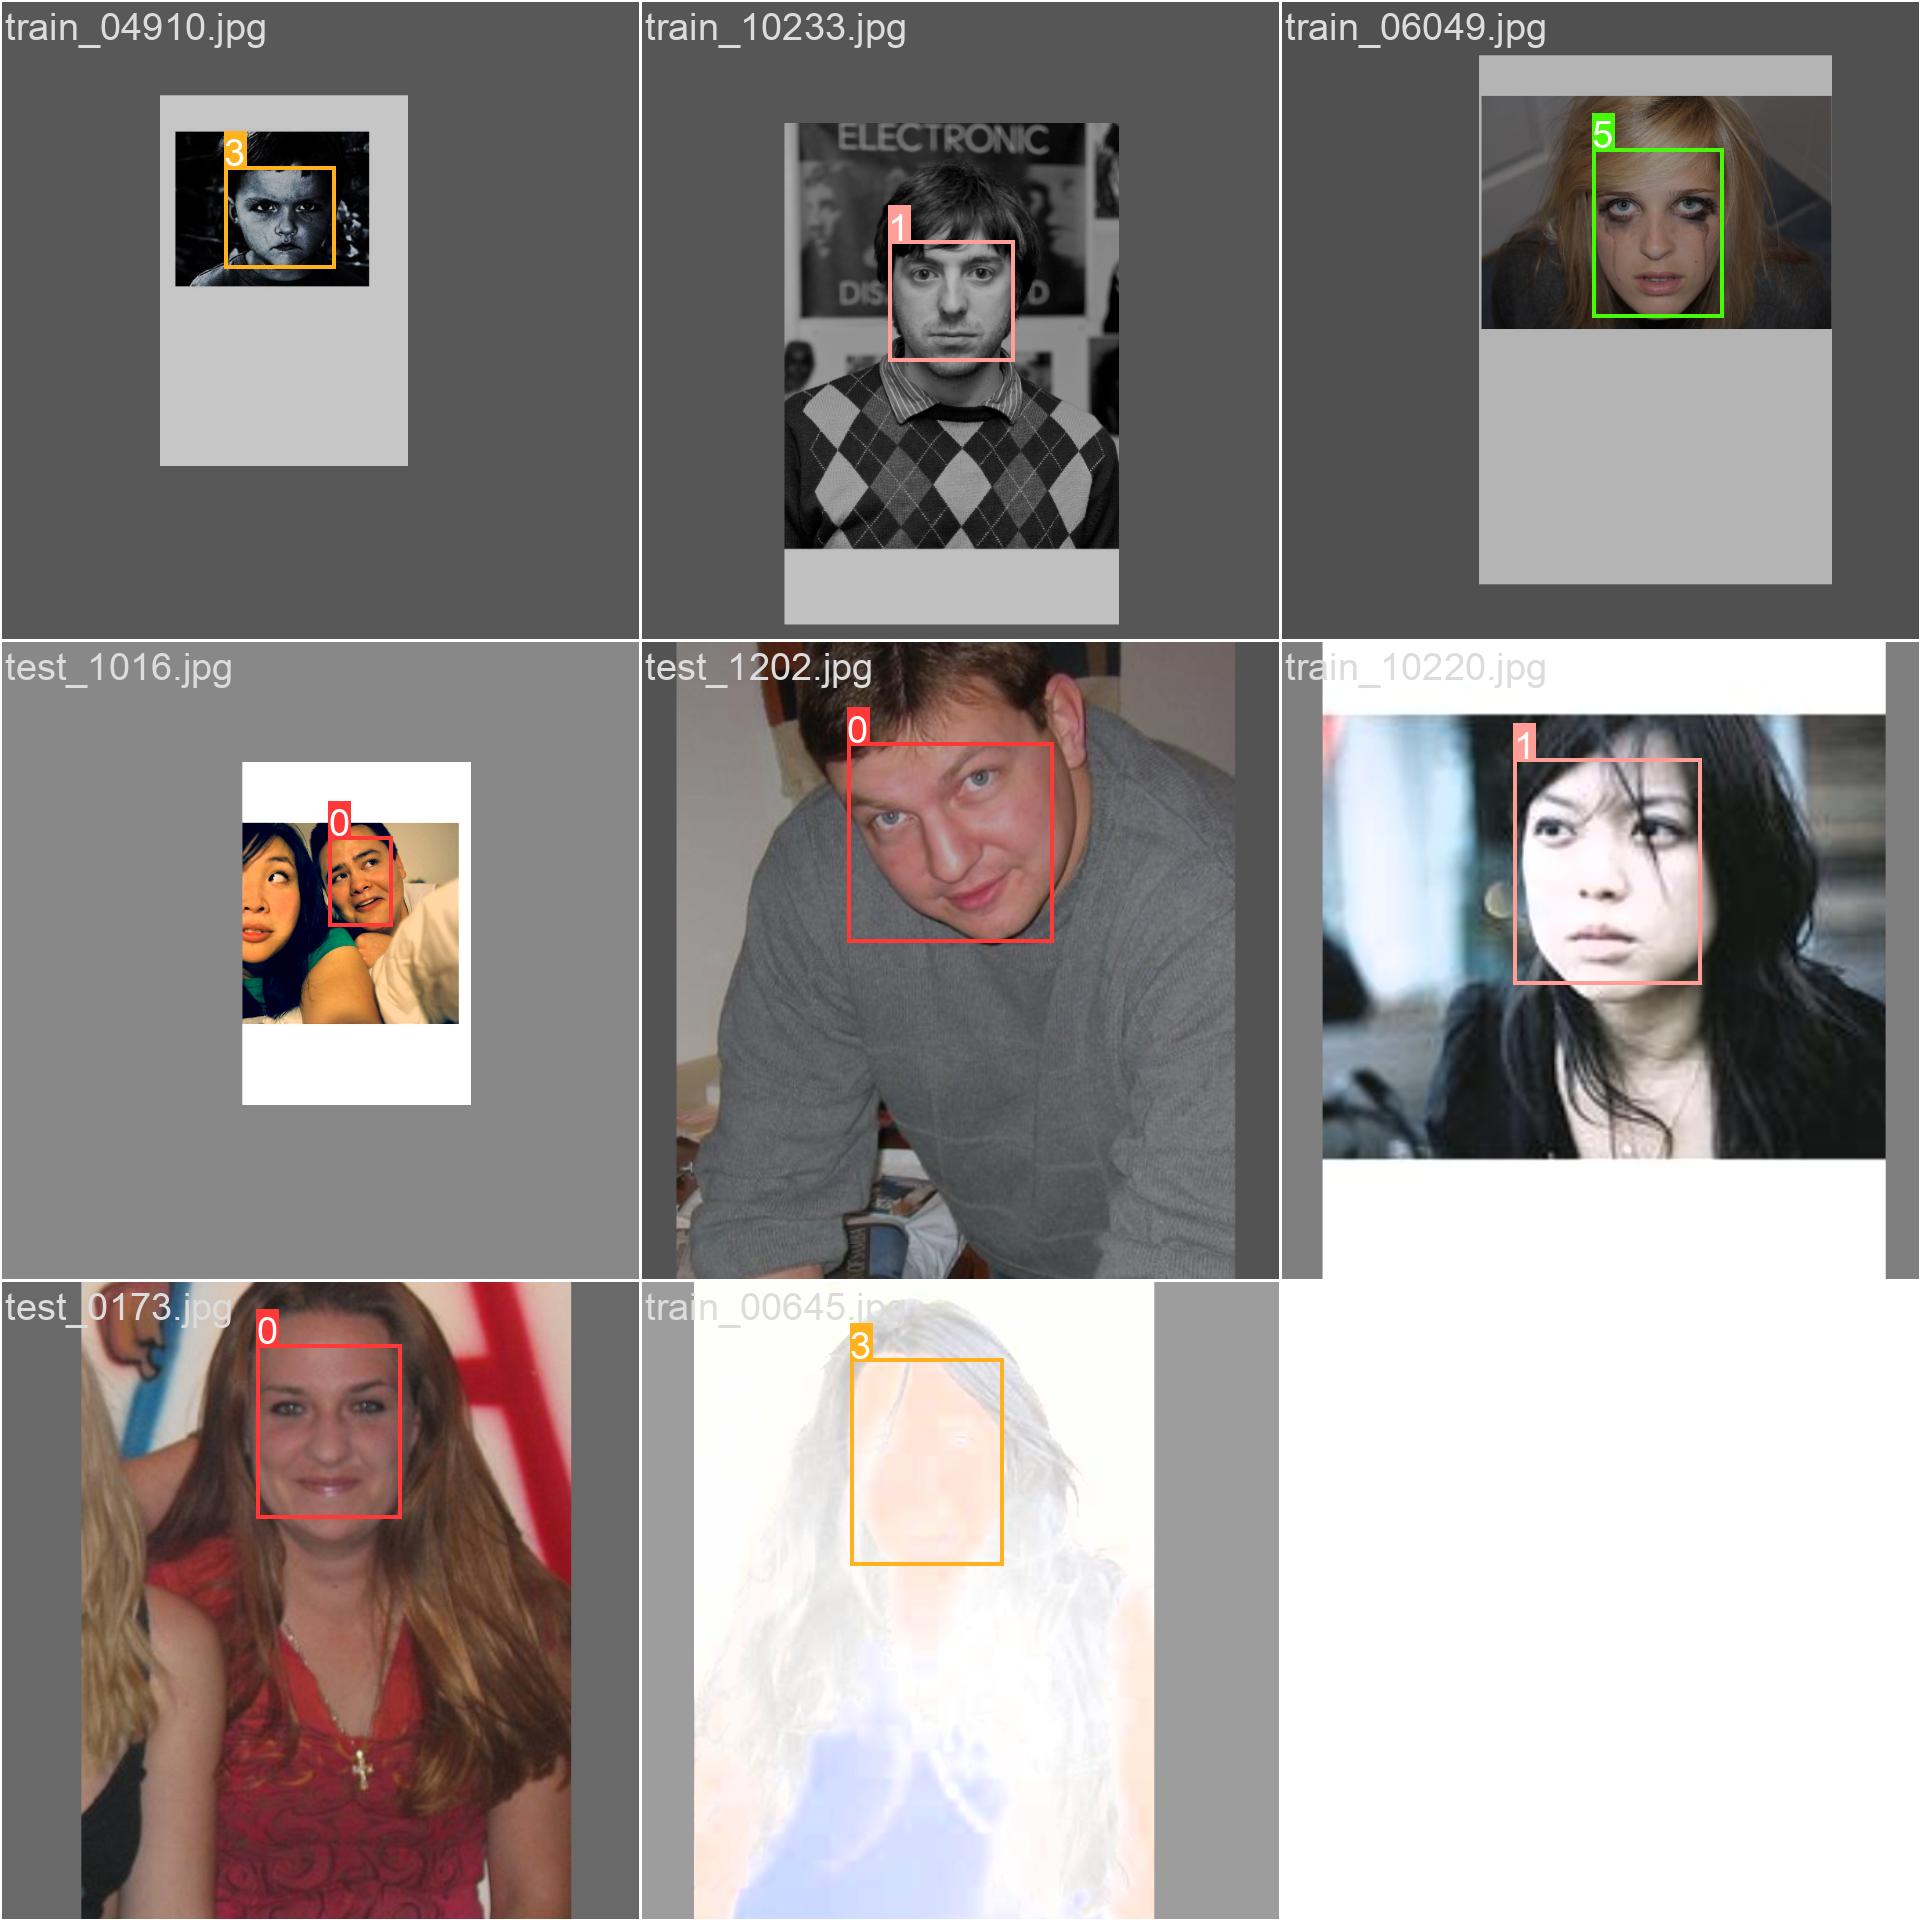 train_04910.jpg
train_10233.jpg
train_06049.jpg
3
ELECTRONIC
1
5
test_1016.jpg
test_1202.jpg
train_10220.jpg
0
0
1
test_0173.jpg
train_00645.jpg
0
3